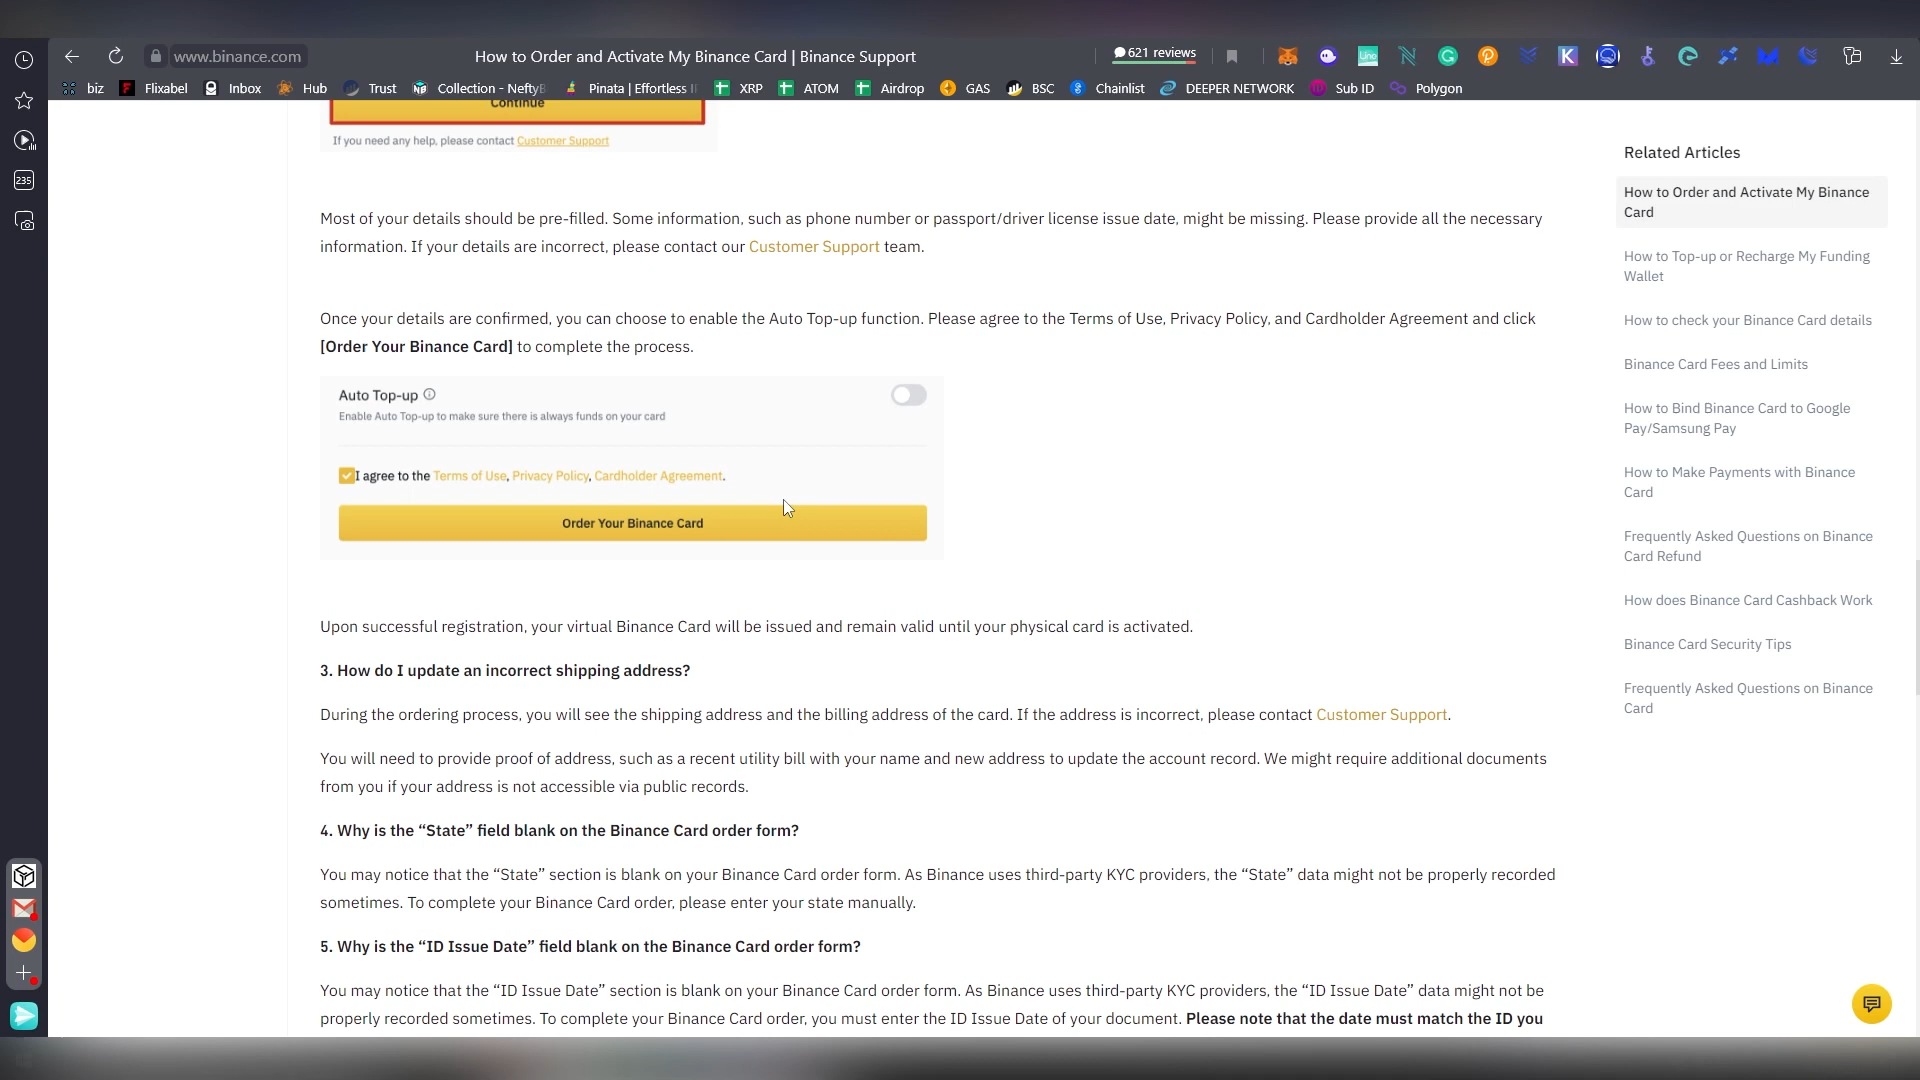 www.binance.com
How to Order and Activate My Binance Card | Binance Support
621 reviews
biz
Flixabel
Inbox
Hub
Trust
Collection - Nefty
Pinata | Effortless
XRP
ATOM
Airdrop
GAS
BSC
Chainlist
DEEPER NETWORK
Sub ID
Polygon
235
Continue
If you need any help, please contact Customer Support
Most of your details should be pre-filled. Some information, such as phone number or passport/driver license issue date, might be missing. Please provide all the necessary
information. If your details are incorrect, please contact our Customer Support team.
Once your details are confirmed, you can choose to enable the Auto Top-up function. Please agree to the Terms of Use, Privacy Policy, and Cardholder Agreement and click
[Order Your Binance Card] to complete the process.
Auto Top-up
Enable Auto Top-up to make sure there is always funds on your card
I agree to the Terms of Use, Privacy Policy, Cardholder Agreement.
Order Your Binance Card
Upon successful registration, your virtual Binance Card will be issued and remain valid until your physical card is activated.
3. How do I update an incorrect shipping address?
During the ordering process, you will see the shipping address and the billing address of the card. If the address is incorrect, please contact Customer Support.
You will need to provide proof of address, such as a recent utility bill with your name and new address to update the account record. We might require additional documents
from you if your address is not accessible via public records.
4. Why is the “State” field blank on the Binance Card order form?
You may notice that the “State” section is blank on your Binance Card order form. As Binance uses third-party KYC providers, the “State” data might not be properly recorded
sometimes. To complete your Binance Card order, please enter your state manually.
5. Why is the “ID Issue Date” field blank on the Binance Card order form?
You may notice that the “ID Issue Date” section is blank on your Binance Card order form. As Binance uses third-party KYC providers, the “ID Issue Date” data might not be
properly recorded sometimes. To complete your Binance Card order, you must enter the ID Issue Date of your document. Please note that the date must match the ID you
Related Articles
How to Order and Activate My Binance
Card
How to Top-up or Recharge My Funding
Wallet
How to check your Binance Card details
Binance Card Fees and Limits
How to Bind Binance Card to Google
Pay/Samsung Pay
How to Make Payments with Binance
Card
Frequently Asked Questions on Binance
Card Refund
How does Binance Card Cashback Work
Binance Card Security Tips
Frequently Asked Questions on Binance
Card